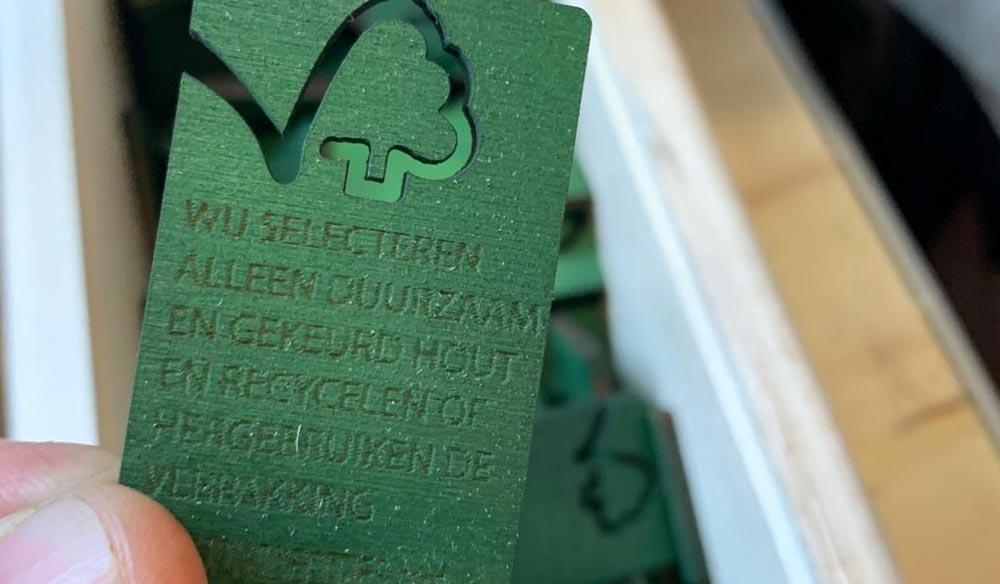 WIJ SELECTEREN
ALLEEN DUURZAAM
EN GEKEURD HOUT
EN RECYCELEN OF
HERGEBRUIKEN DE
VERPAKKING